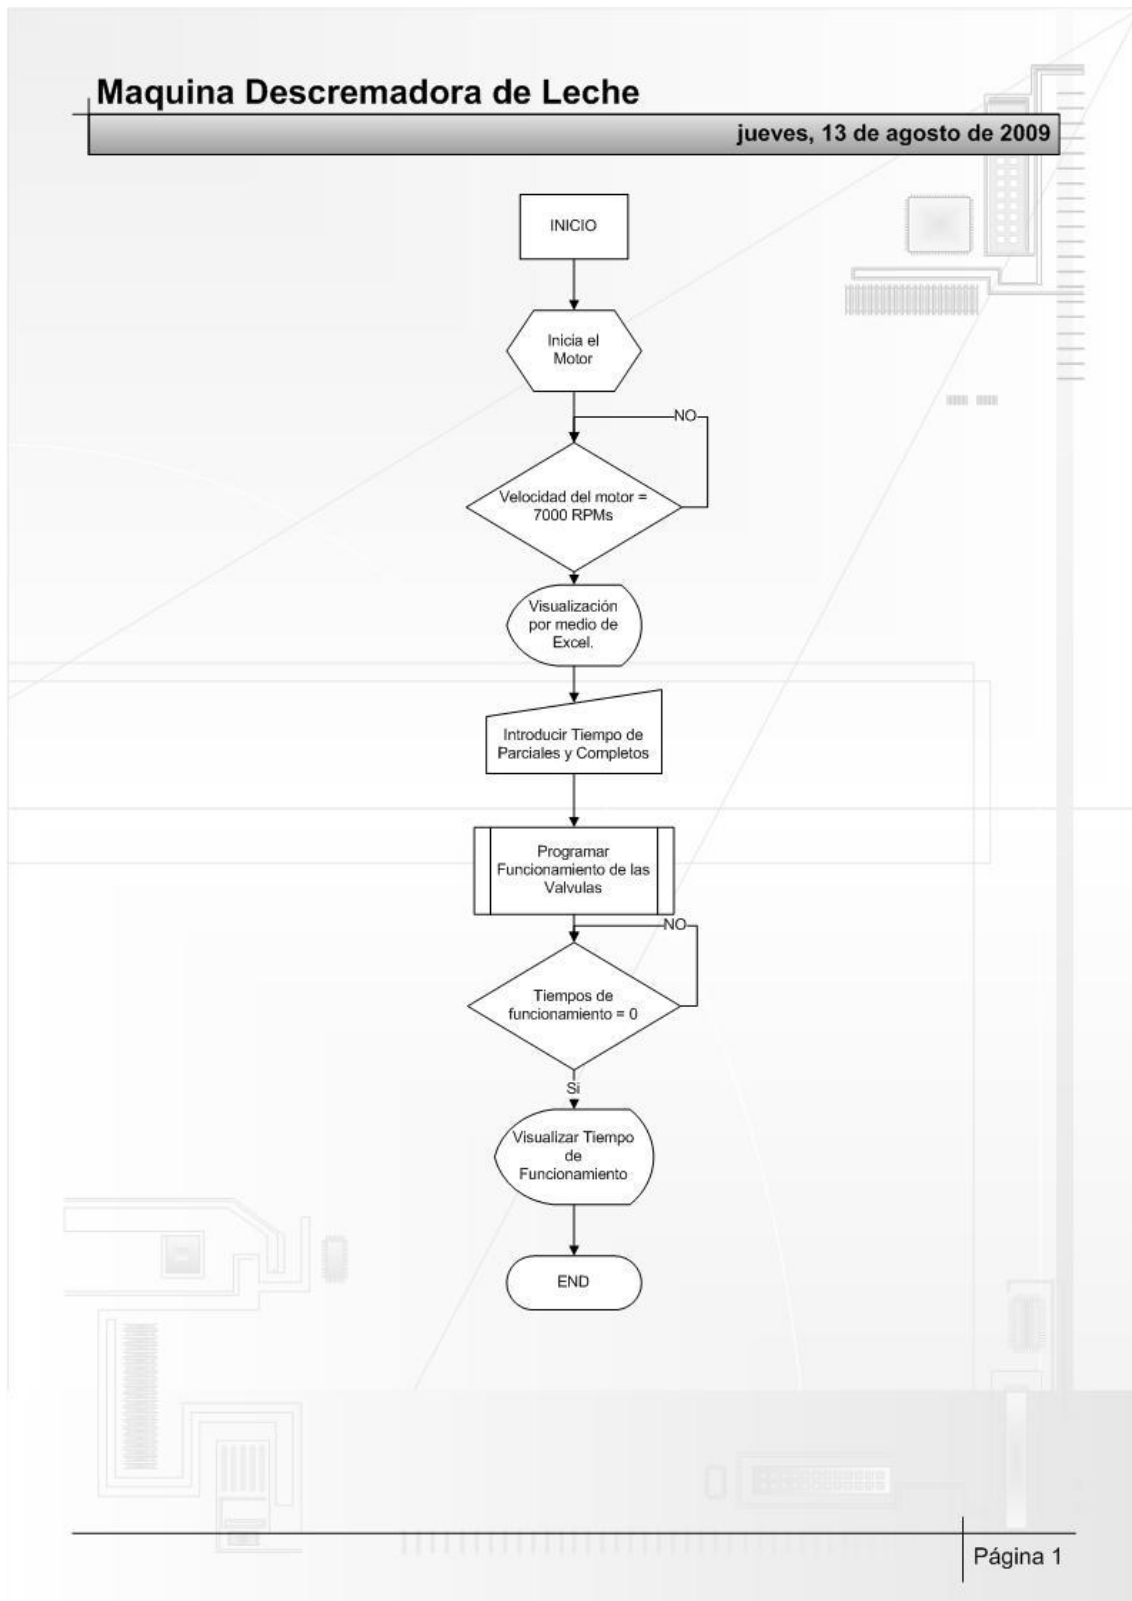 Maquina Descremadora de Leche
jueves, 13 de agosto de 2009
INICIO
Inicia el
Motor
NO
Velocidad del motor =
7000 RPMs
Visualización
por medio de
Excel.
Introducir Tiempo de
Parciales y Completos
Programar
Funcionamiento de las
Valvulas
NO
Tiempos de
funcionamiento = 0
Si
Visualizar Tiempo
de
Funcionamiento
END
Página 1